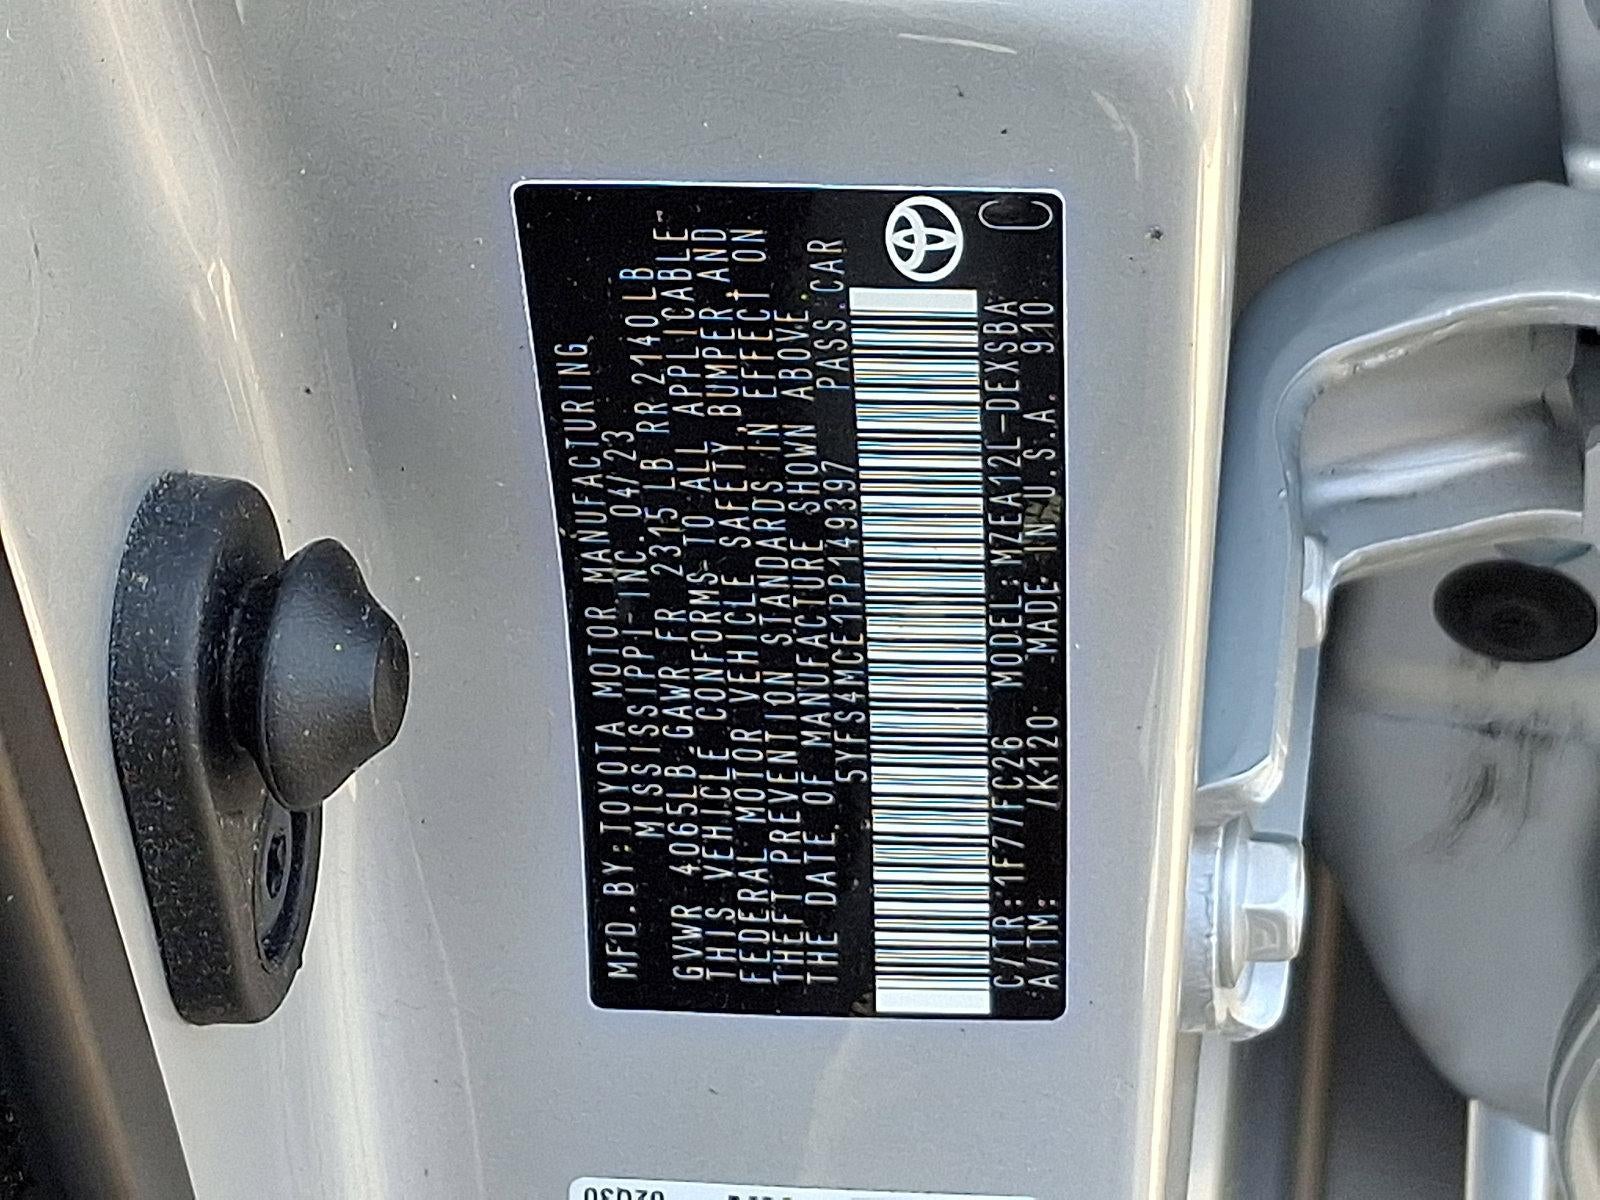 MFD. BY: TOYOTA MOTOR MANUFACTURING,
MISSISSIPPI, INC. 04/23
GVWR 4065LB GAWR FR 2315 LB RR 2140LB
THIS VEHICLE CONFORMS TO ALL APPLICABLE
FEDERAL MOTOR VEHICLE SAFETY, BUMPER AND
THEFT PREVENTION STANDARDS IN EFFECT ON
THE DATE OF MANUFACTURE SHOWN ABOVE.
5YFS4MCE1PP149397 PASS. CAR
C/TR: 1F7/FC26 MODEL: MZEA12L-DEXSBA
A/TM: /K120 MADE IN U.S.A. 910
C